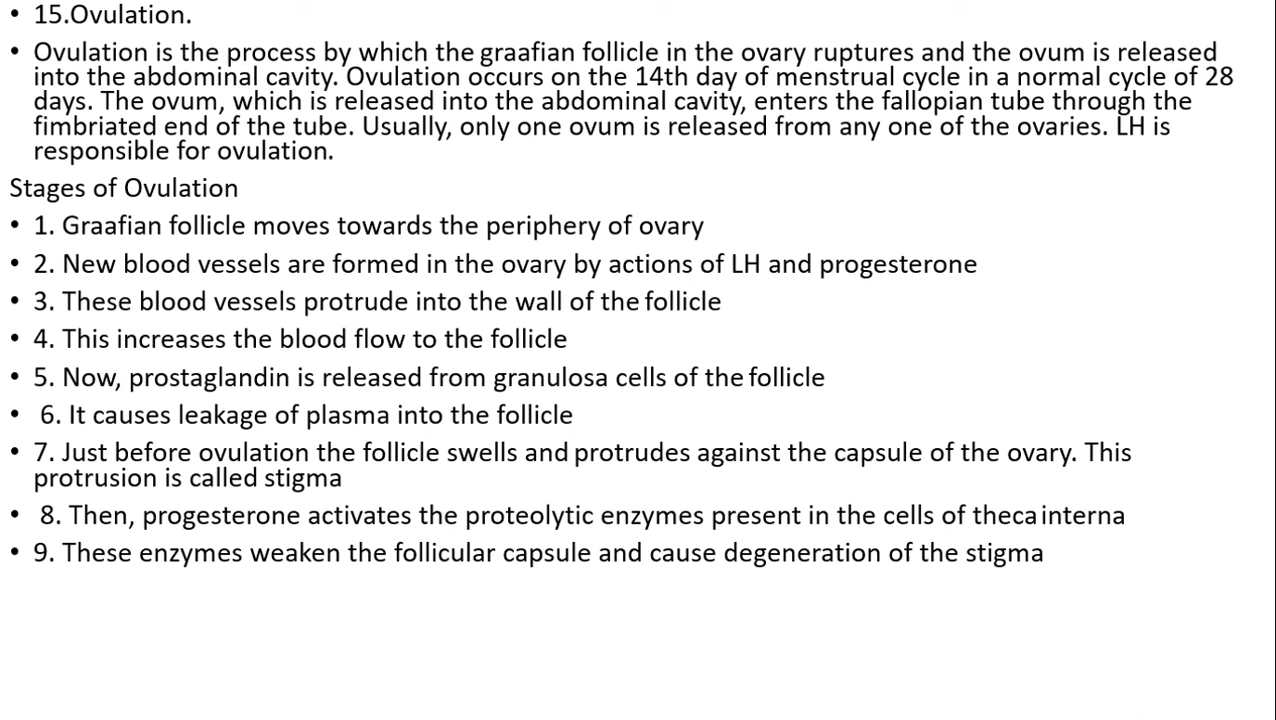 • 15.Ovulation.
• Ovulation is the process by which the graafian follicle in the ovary ruptures and the ovum is released
into the abdominal cavity. Ovulation occurs on the 14th day of menstrual cycle in a normal cycle of 28
days. The ovum, which is released into the abdominal cavity, enters the fallopian tube through the
fimbriated end of the tube. Usually, only one ovum is released from any one of the ovaries. LH is
responsible for ovulation.
Stages of Ovulation
• 1. Graafian follicle moves towards the periphery of ovary
• 2. New blood vessels are formed in the ovary by actions of LH and progesterone
• 3. These blood vessels protrude into the wall of the follicle
• 4. This increases the blood flow to the follicle
• 5. Now, prostaglandin is released from granulosa cells of the follicle
• 6. It causes leakage of plasma into the follicle
• 7. Just before ovulation the follicle swells and protrudes against the capsule of the ovary. This
protrusion is called stigma
• 8. Then, progesterone activates the proteolytic enzymes present in the cells of theca interna
• 9. These enzymes weaken the follicular capsule and cause degeneration of the stigma